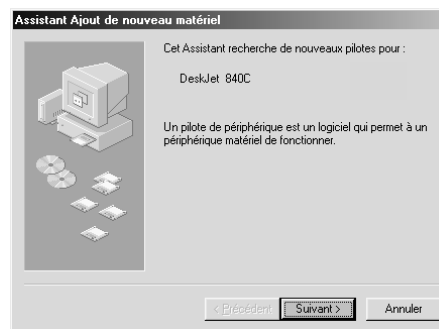 Assistant Ajout de nouveau matériel
Cet Assistant recherche de nouveaux pilotes pour :
DeskJet 840C
Un pilote de périphérique est un logiciel qui permet à un
périphérique matériel de fonctionner.
< Précédent
Suivant >
Annuler